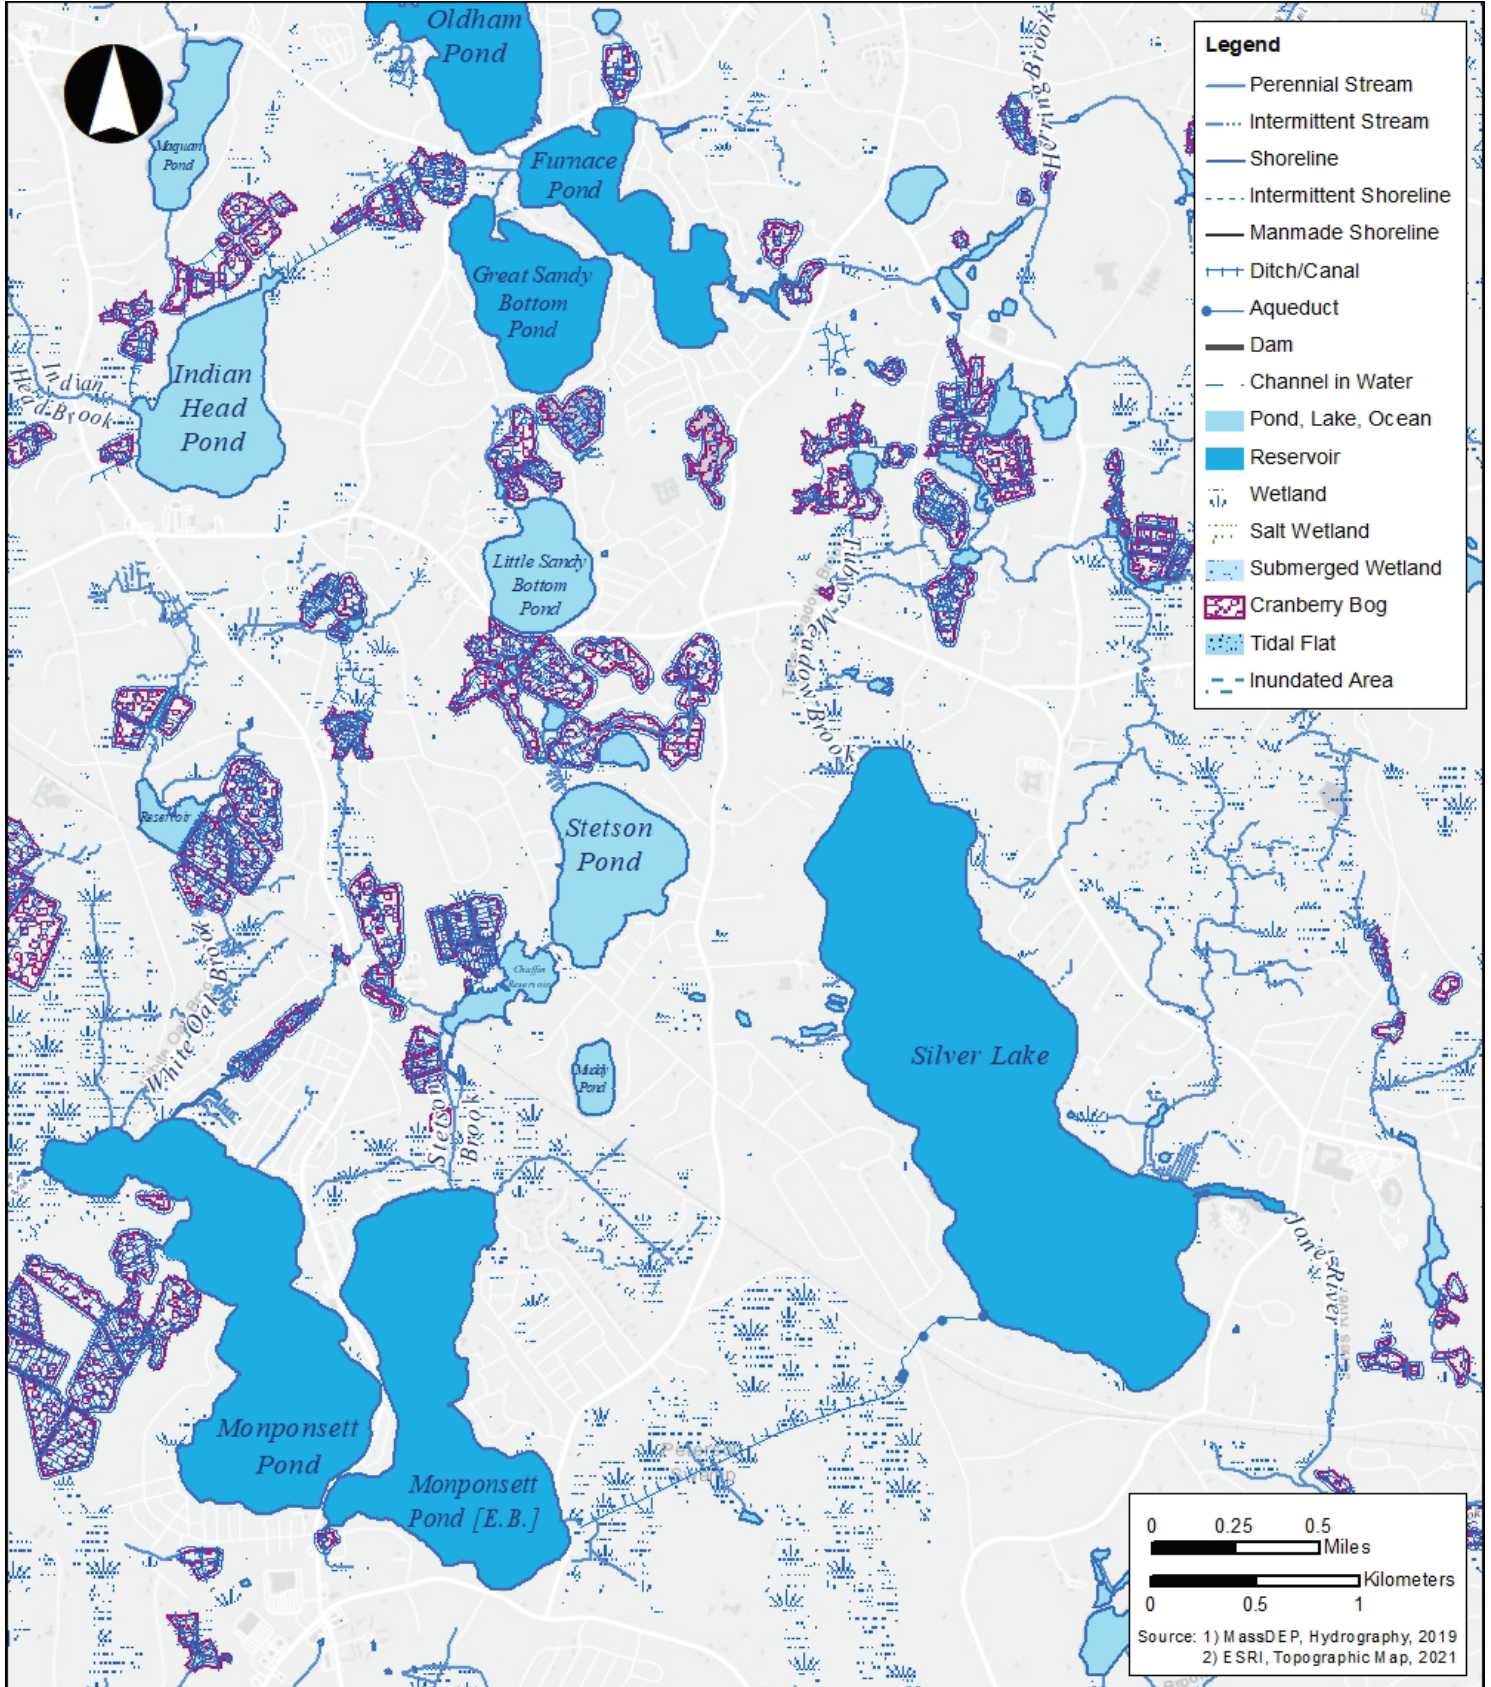 Oldham
Pond
Herring Brook
Maquan
Pond
Furnace
Pond
Great Sandy
Bottom
Pond
Indian
Head Brook
Indian
Head
Pond
Little Sandy
Bottom
Pond
Tubbs Meadow Brook
Reservoir
Stetson
Pond
White Oak Brook
Chaffin
Reservoir
Muddy
Pond
Stetson
Brook
Silver Lake
Jones River
Jones River
Monponsett
Pond
Monponsett
Pond [E.B.]
Peterson
Swamp
Legend
Perennial Stream
Intermittent Stream
Shoreline
Intermittent Shoreline
Manmade Shoreline
Ditch/Canal
Aqueduct
Dam
Channel in Water
Pond, Lake, Ocean
Reservoir
Wetland
Salt Wetland
Submerged Wetland
Cranberry Bog
Tidal Flat
Inundated Area
0 0.25 0.5
Miles
Kilometers
0 0.5 1
Source: 1) MassDEP, Hydrography, 2019
2) ESRI, Topographic Map, 2021